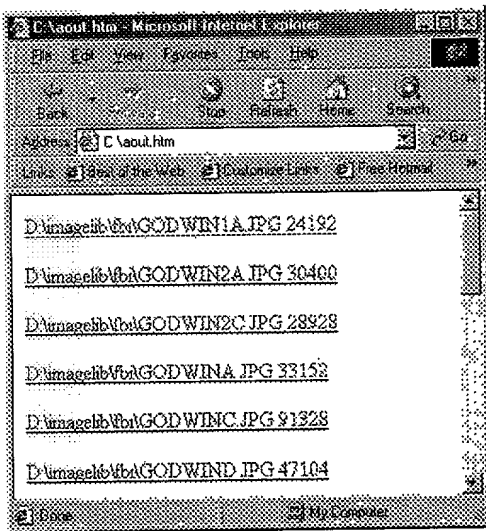 C:\aout.htm - Microsoft Internet Explorer
File Edit View Favorites Tools Help
Back Stop Refresh Home Search
Address C:\aout.htm Go
Links Best of the Web Customize Links Free Hotmail
D:\imagelib\fbi\GODWIN1A.JPG 24192
D:\imagelib\fbi\GODWIN2A.JPG 30400
D:\imagelib\fbi\GODWIN2C.JPG 28928
D:\imagelib\fbi\GODWINA.JPG 33152
D:\imagelib\fbi\GODWINC.JPG 91328
D:\imagelib\fbi\GODWIND.JPG 47104
Done My Computer